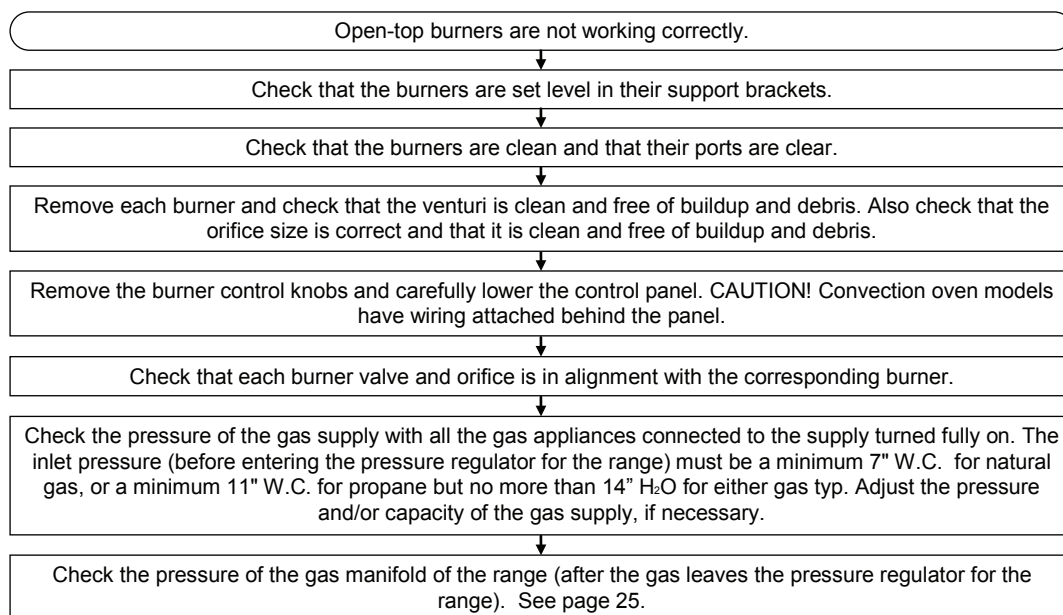 Open-top burners are not working correctly.
Check that the burners are set level in their support brackets.
Check that the burners are clean and that their ports are clear.
Remove each burner and check that the venturi is clean and free of buildup and debris. Also check that the
orifice size is correct and that it is clean and free of buildup and debris.
Remove the burner control knobs and carefully lower the control panel. CAUTION! Convection oven models
have wiring attached behind the panel.
Check that each burner valve and orifice is in alignment with the corresponding burner.
Check the pressure of the gas supply with all the gas appliances connected to the supply turned fully on. The
inlet pressure (before entering the pressure regulator for the range) must be a minimum 7" W.C. for natural
gas, or a minimum 11" W.C. for propane but no more than 14” H₂O for either gas typ. Adjust the pressure
and/or capacity of the gas supply, if necessary.
Check the pressure of the gas manifold of the range (after the gas leaves the pressure regulator for the
range). See page 25.